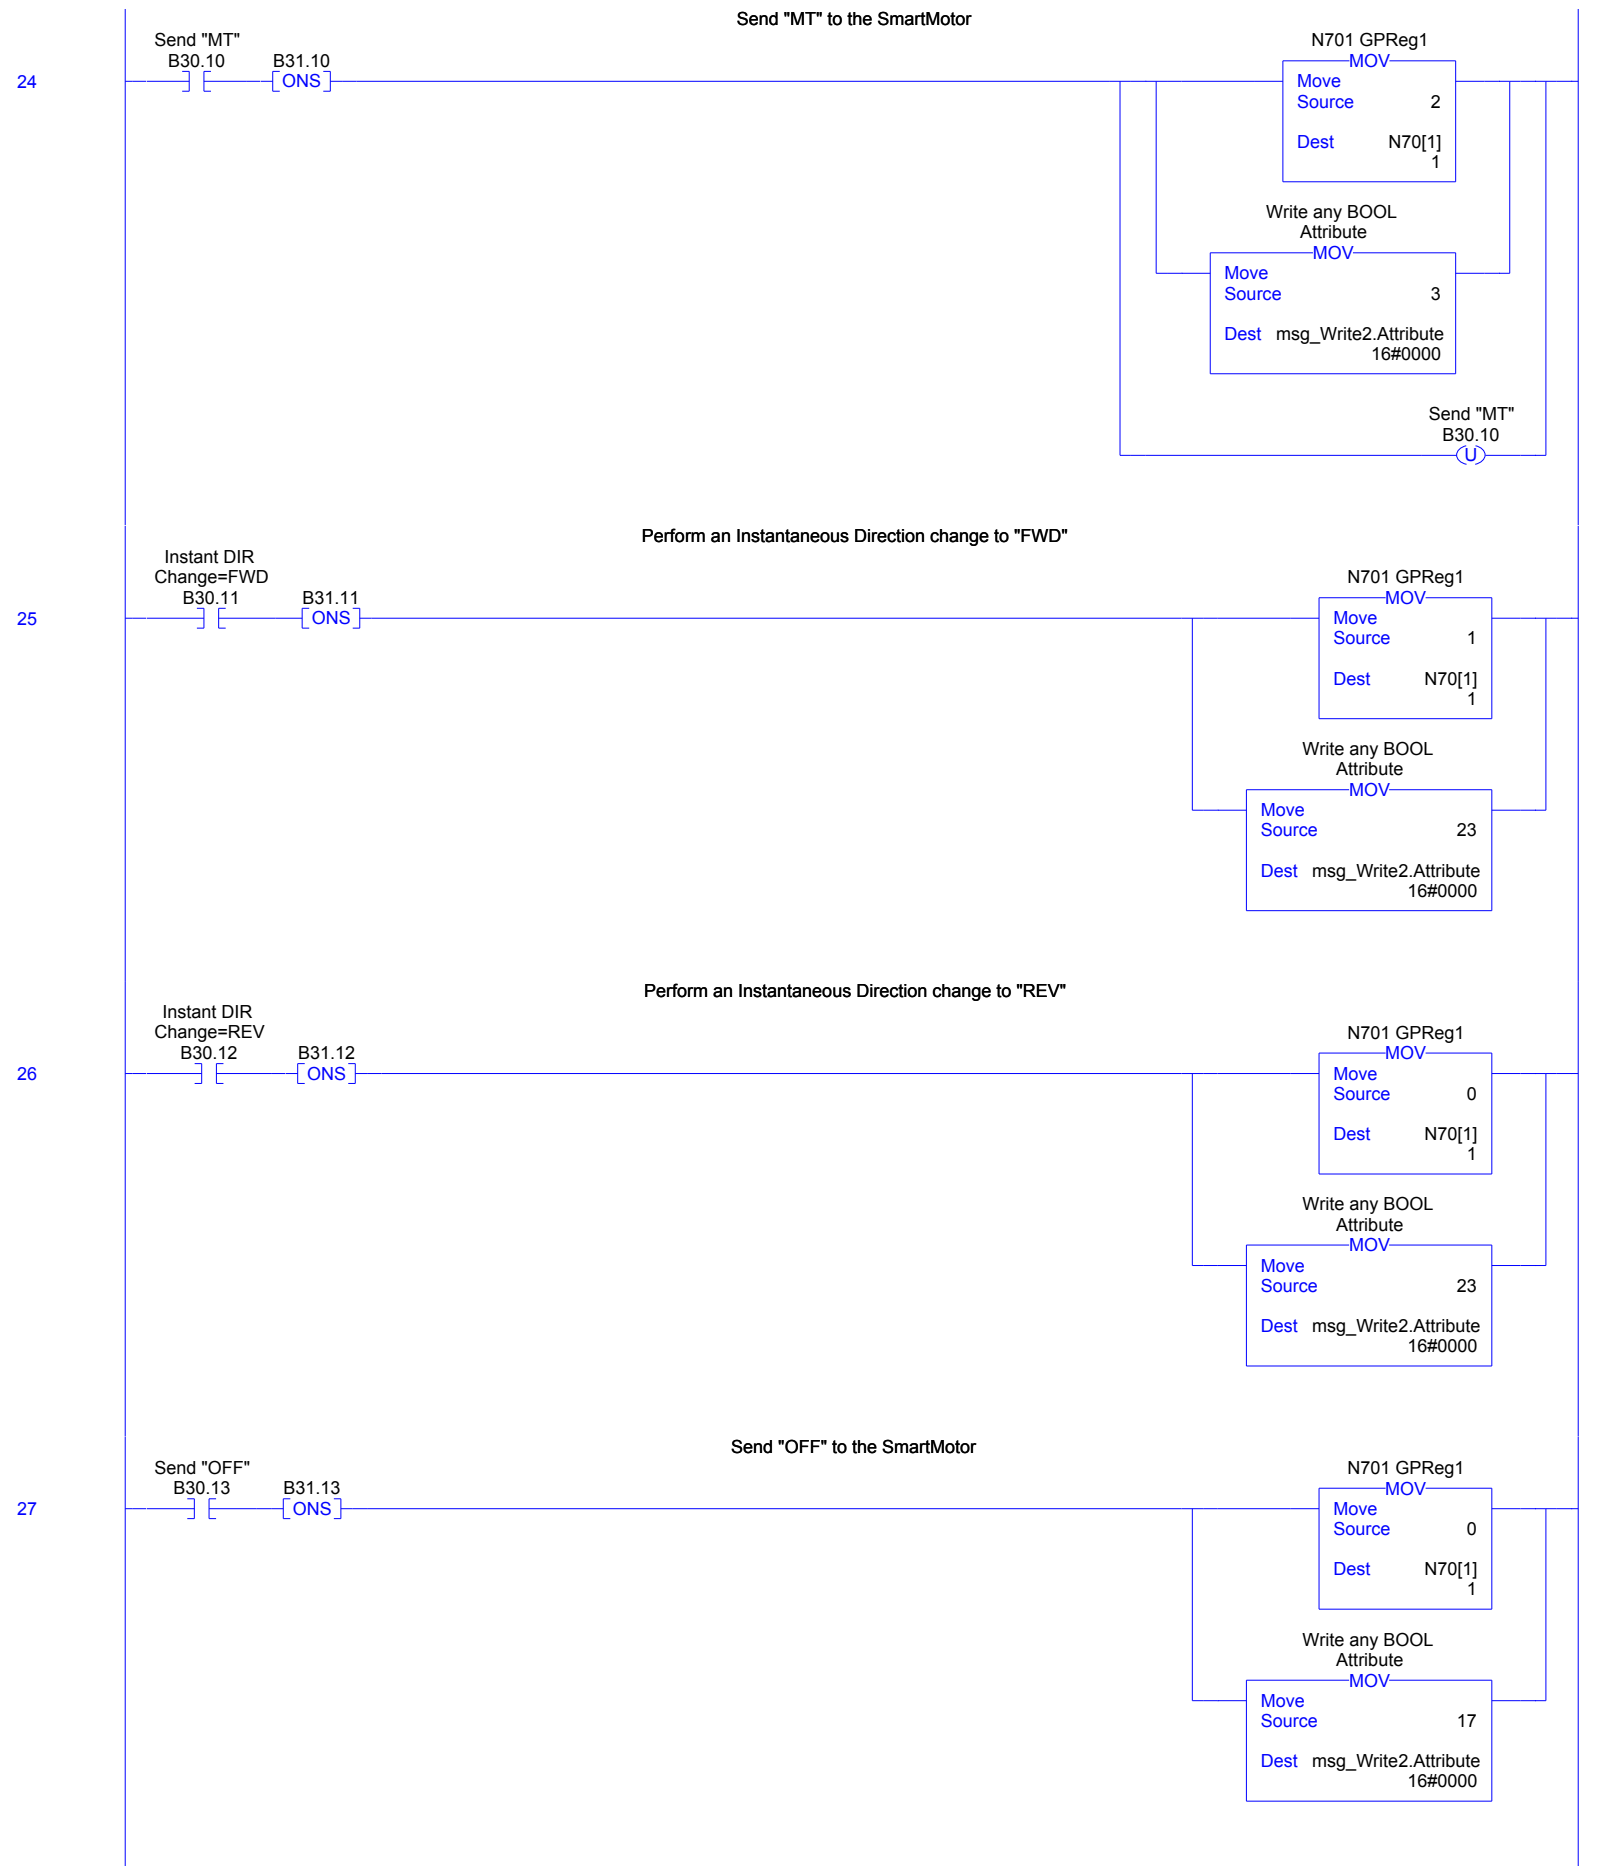 Send "MT" to the SmartMotor
Send "MT"
B30.10 B31.10
24
ONS
N701 GPReg1
MOV
Move
Source 2
Dest N70[1]
1
Write any BOOL
Attribute
MOV
Move
Source 3
Dest msg_Write2.Attribute
16#0000
Send "MT"
B30.10
U
Perform an Instantaneous Direction change to "FWD"
Instant DIR
Change=FWD
B30.11 B31.11
25
ONS
N701 GPReg1
MOV
Move
Source 1
Dest N70[1]
1
Write any BOOL
Attribute
MOV
Move
Source 23
Dest msg_Write2.Attribute
16#0000
Perform an Instantaneous Direction change to "REV"
Instant DIR
Change=REV
B30.12 B31.12
26
ONS
N701 GPReg1
MOV
Move
Source 0
Dest N70[1]
1
Write any BOOL
Attribute
MOV
Move
Source 23
Dest msg_Write2.Attribute
16#0000
Send "OFF" to the SmartMotor
Send "OFF"
B30.13 B31.13
27
ONS
N701 GPReg1
MOV
Move
Source 0
Dest N70[1]
1
Write any BOOL
Attribute
MOV
Move
Source 17
Dest msg_Write2.Attribute
16#0000